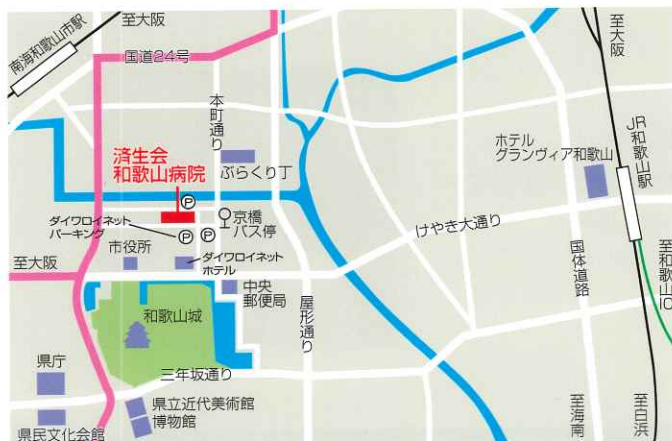 南海和歌山市駅
至大阪
国道24号
至大阪
本町通り
済生会
和歌山病院
ぶらくり丁
ホテル
グランヴィア和歌山
JR和歌山駅
P
ダイワロイネット
パーキング
P
P
京橋
バス停
けやき大通り
市役所
至大阪
ダイワロイネット
ホテル
中央
郵便局
国体道路
至和歌山IC
和歌山城
屋形通り
三年坂通り
県庁
県立近代美術館
博物館
県民文化会館
至海南
至白浜